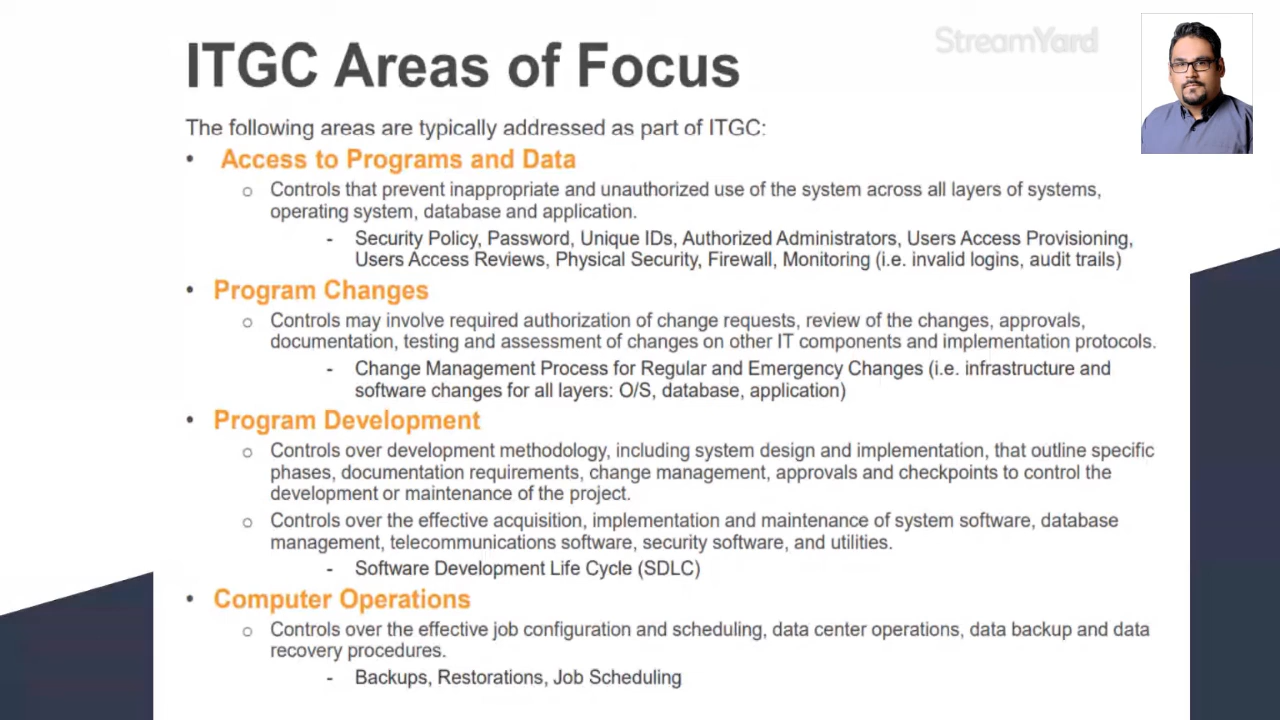 StreamYard
ITGC Areas of Focus
The following areas are typically addressed as part of ITGC:
• Access to Programs and Data
o Controls that prevent inappropriate and unauthorized use of the system across all layers of systems,
operating system, database and application.
- Security Policy, Password, Unique IDs, Authorized Administrators, Users Access Provisioning,
Users Access Reviews, Physical Security, Firewall, Monitoring (i.e. invalid logins, audit trails)
• Program Changes
o Controls may involve required authorization of change requests, review of the changes, approvals,
documentation, testing and assessment of changes on other IT components and implementation protocols.
- Change Management Process for Regular and Emergency Changes (i.e. infrastructure and
software changes for all layers: O/S, database, application)
• Program Development
o Controls over development methodology, including system design and implementation, that outline specific
phases, documentation requirements, change management, approvals and checkpoints to control the
development or maintenance of the project.
o Controls over the effective acquisition, implementation and maintenance of system software, database
management, telecommunications software, security software, and utilities.
- Software Development Life Cycle (SDLC)
• Computer Operations
o Controls over the effective job configuration and scheduling, data center operations, data backup and data
recovery procedures.
- Backups, Restorations, Job Scheduling